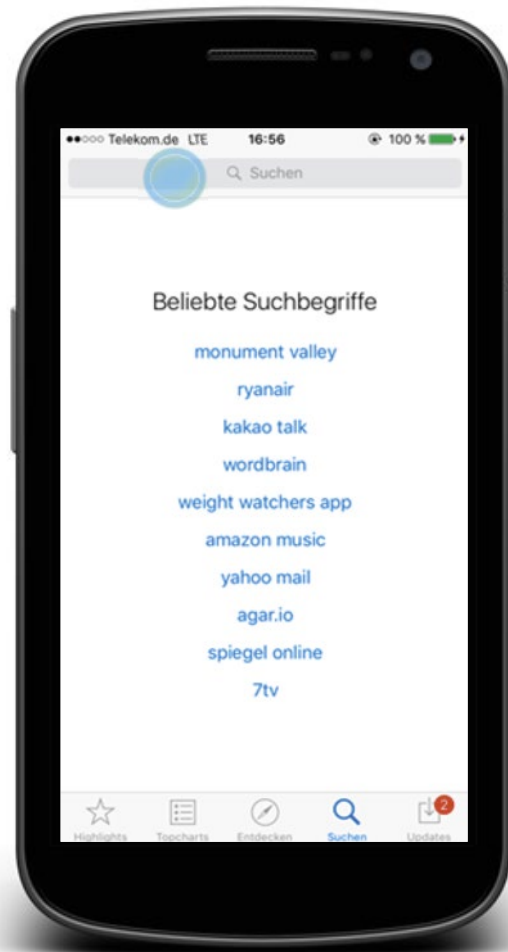 Telekom.de LTE 16:56 100 %
Suchen
Beliebte Suchbegriffe
monument valley
ryanair
kakao talk
wordbrain
weight watchers app
amazon music
yahoo mail
agar.io
spiegel online
7tv
2
Highlights Topcharts Entdecken Suchen Updates